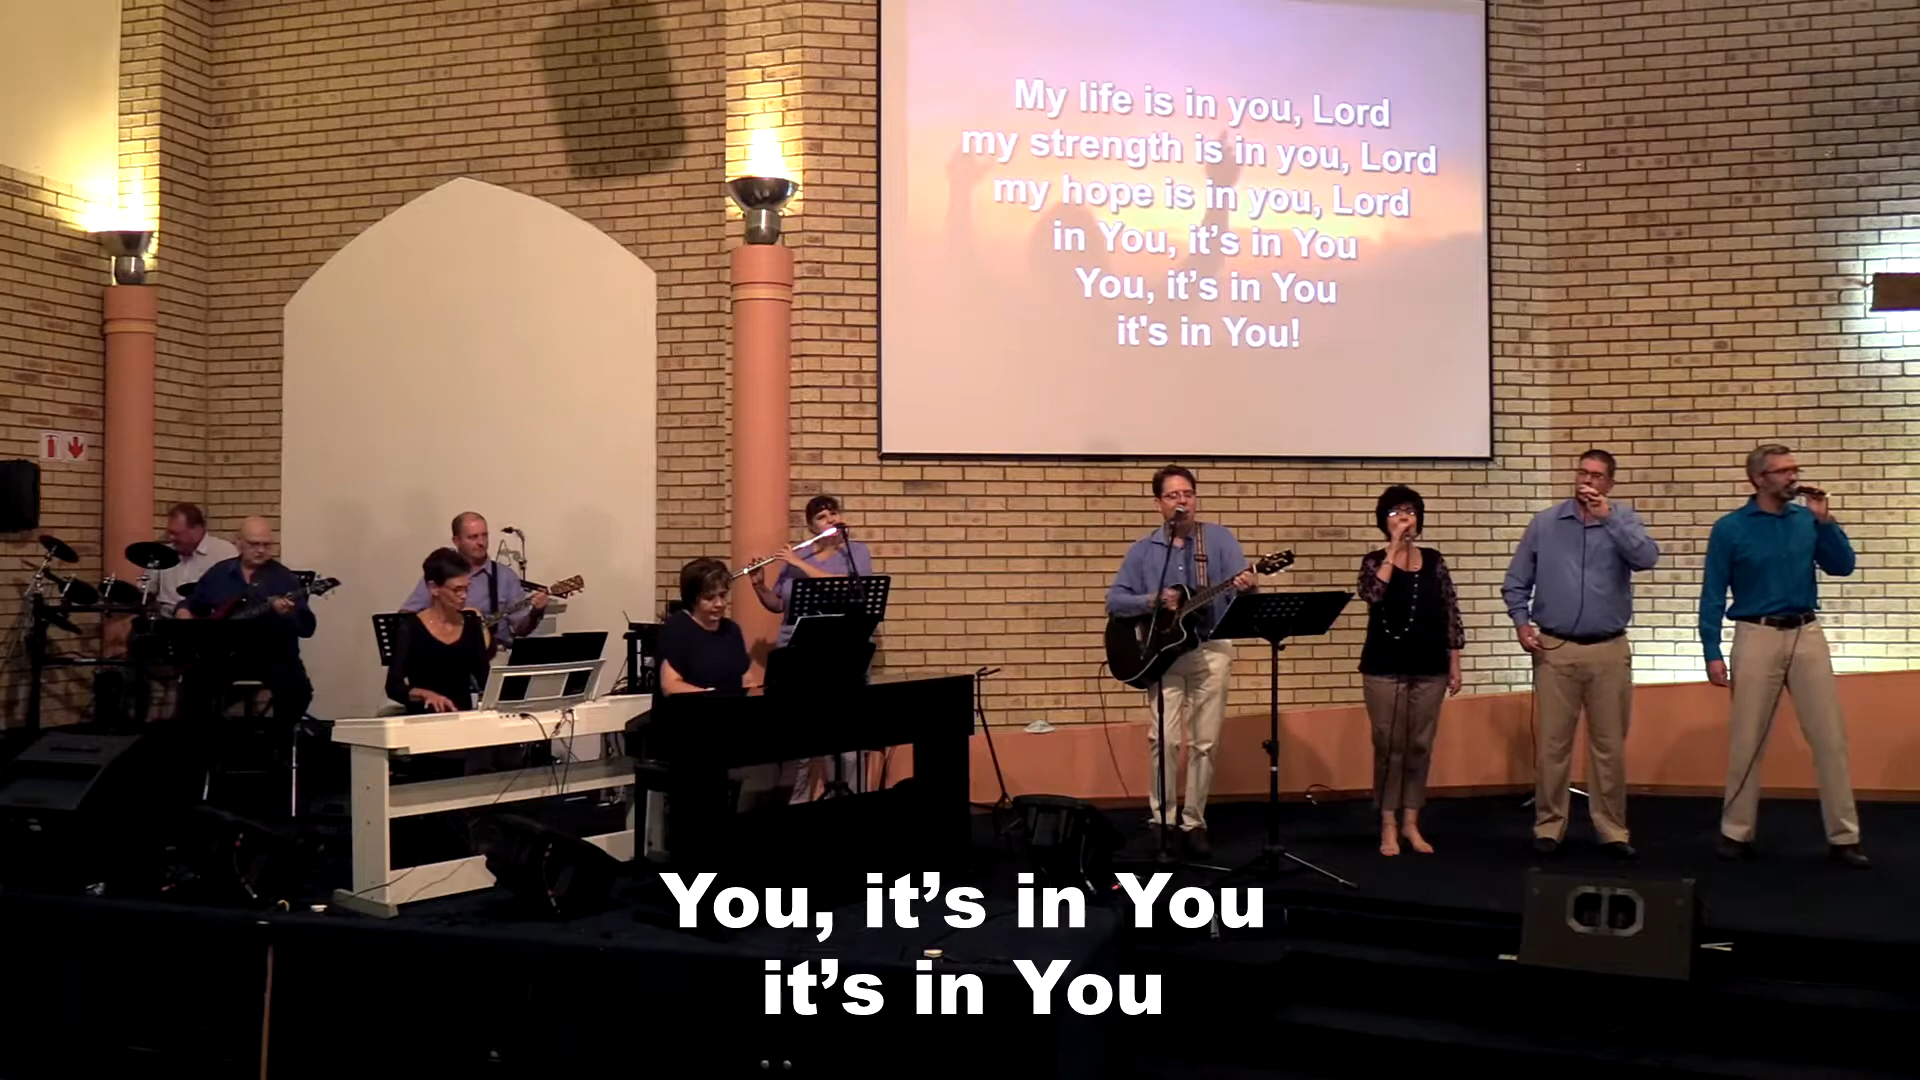 My life is in you, Lord
my strength is in you, Lord
my hope is in you, Lord
in You, it’s in You
You, it’s in You
it's in You!
You, it’s in You
it’s in You